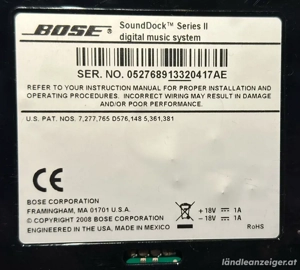 BOSE SoundDock™ Series II
digital music system
SER. NO. 052768913320417AE
REFER TO YOUR INSTRUCTION MANUAL FOR PROPER INSTALLATION AND
OPERATING PRACTICES. INCORRECT WIRING MAY RESULT IN DAMAGE
AND/OR POOR PERFORMANCE.
U.S. PAT. NOS. 7,277,765 D576,148 5,361,381
CE
BOSE CORPORATION
FRAMINGHAM, MA 01701 U.S.A.
© COPYRIGHT 2008 BOSE CORPORATION
ENGINEERED IN THE USA, MADE IN MEXICO
+ 18V 1A
- 18V 1A
RoHS
ländleanzeiger.at